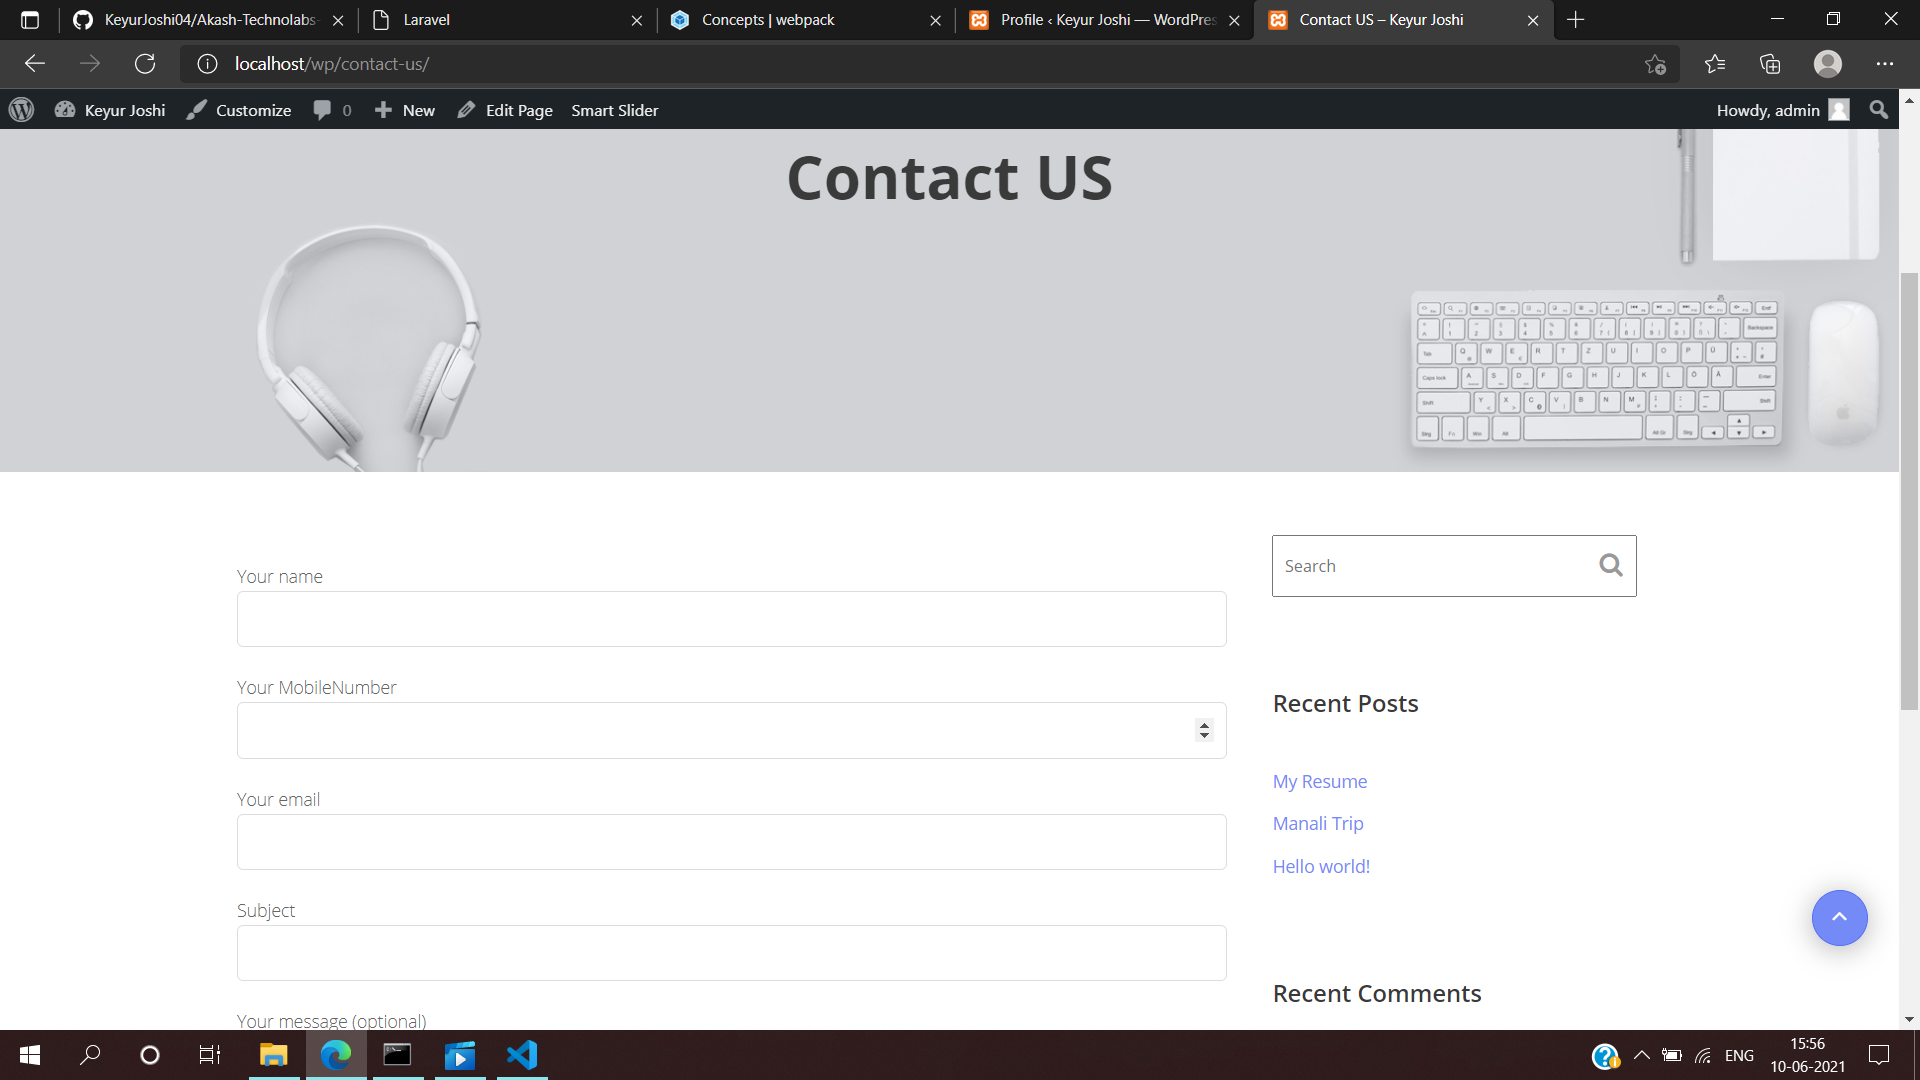 KeyurJoshi04/Akash-Technolabs-
Laravel
Concepts | webpack
Profile ‹ Keyur Joshi — WordPres
Contact US – Keyur Joshi
localhost/wp/contact-us/
Keyur Joshi
Customize
0
New
Edit Page
Smart Slider
Howdy, admin
Contact US
Search
Your name
Your MobileNumber
Your email
Subject
Your message (optional)
Recent Posts
My Resume
Manali Trip
Hello world!
Recent Comments
ENG
15:56
10-06-2021